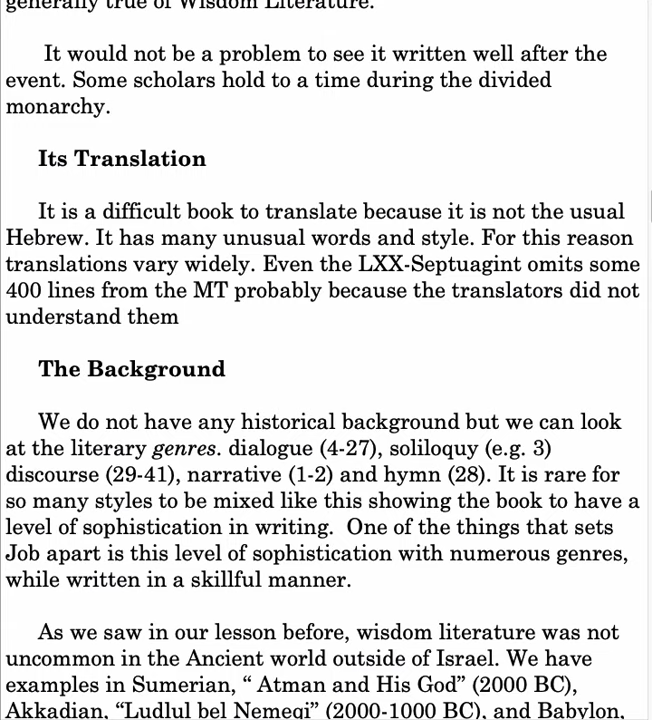 generally true of Wisdom Literature.
It would not be a problem to see it written well after the
event. Some scholars hold to a time during the divided
monarchy.
Its Translation
It is a difficult book to translate because it is not the usual
Hebrew. It has many unusual words and style. For this reason
translations vary widely. Even the LXX-Septuagint omits some
400 lines from the MT probably because the translators did not
understand them
The Background
We do not have any historical background but we can look
at the literary genres. dialogue (4-27), soliloquy (e.g. 3)
discourse (29-41), narrative (1-2) and hymn (28). It is rare for
so many styles to be mixed like this showing the book to have a
level of sophistication in writing.  One of the things that sets
Job apart is this level of sophistication with numerous genres,
while written in a skillful manner.
As we saw in our lesson before, wisdom literature was not
uncommon in the Ancient world outside of Israel. We have
examples in Sumerian, “ Atman and His God” (2000 BC),
Akkadian, “Ludlul bel Nemeqi” (2000-1000 BC), and Babylon,